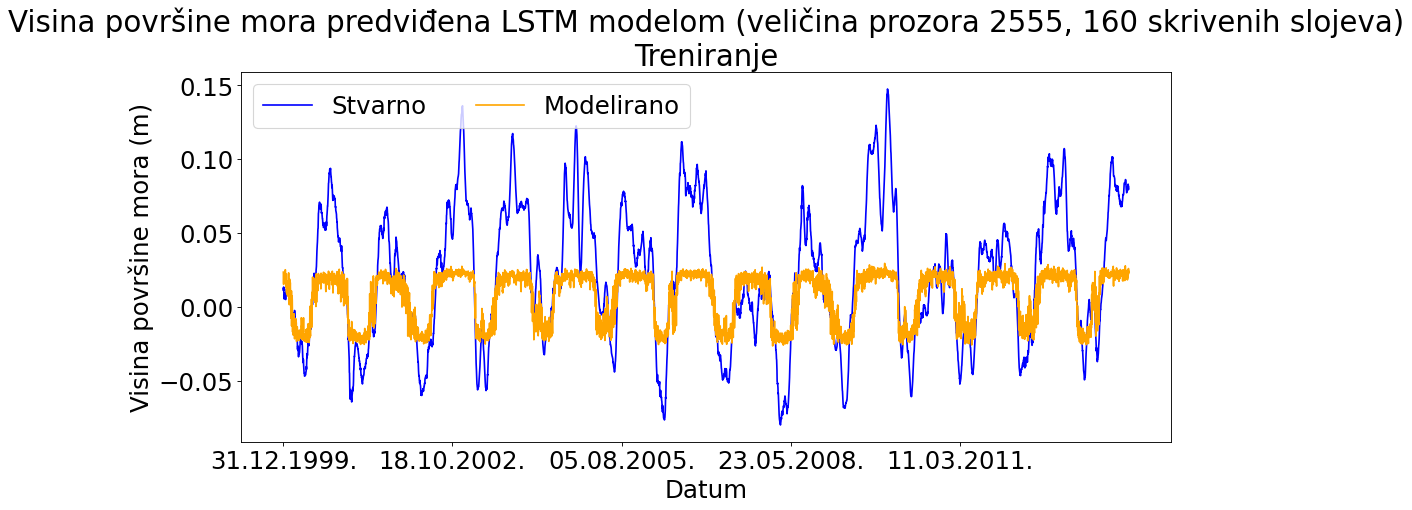 Visina površine mora predviđena LSTM modelom (veličina prozora 2555, 160 skrivenih slojeva)
Treniranje
Stvarno
Modelirano
Visina površine mora (m)
0.15
0.10
0.05
0.00
−0.05
31.12.1999.
18.10.2002.
05.08.2005.
23.05.2008.
11.03.2011.
Datum